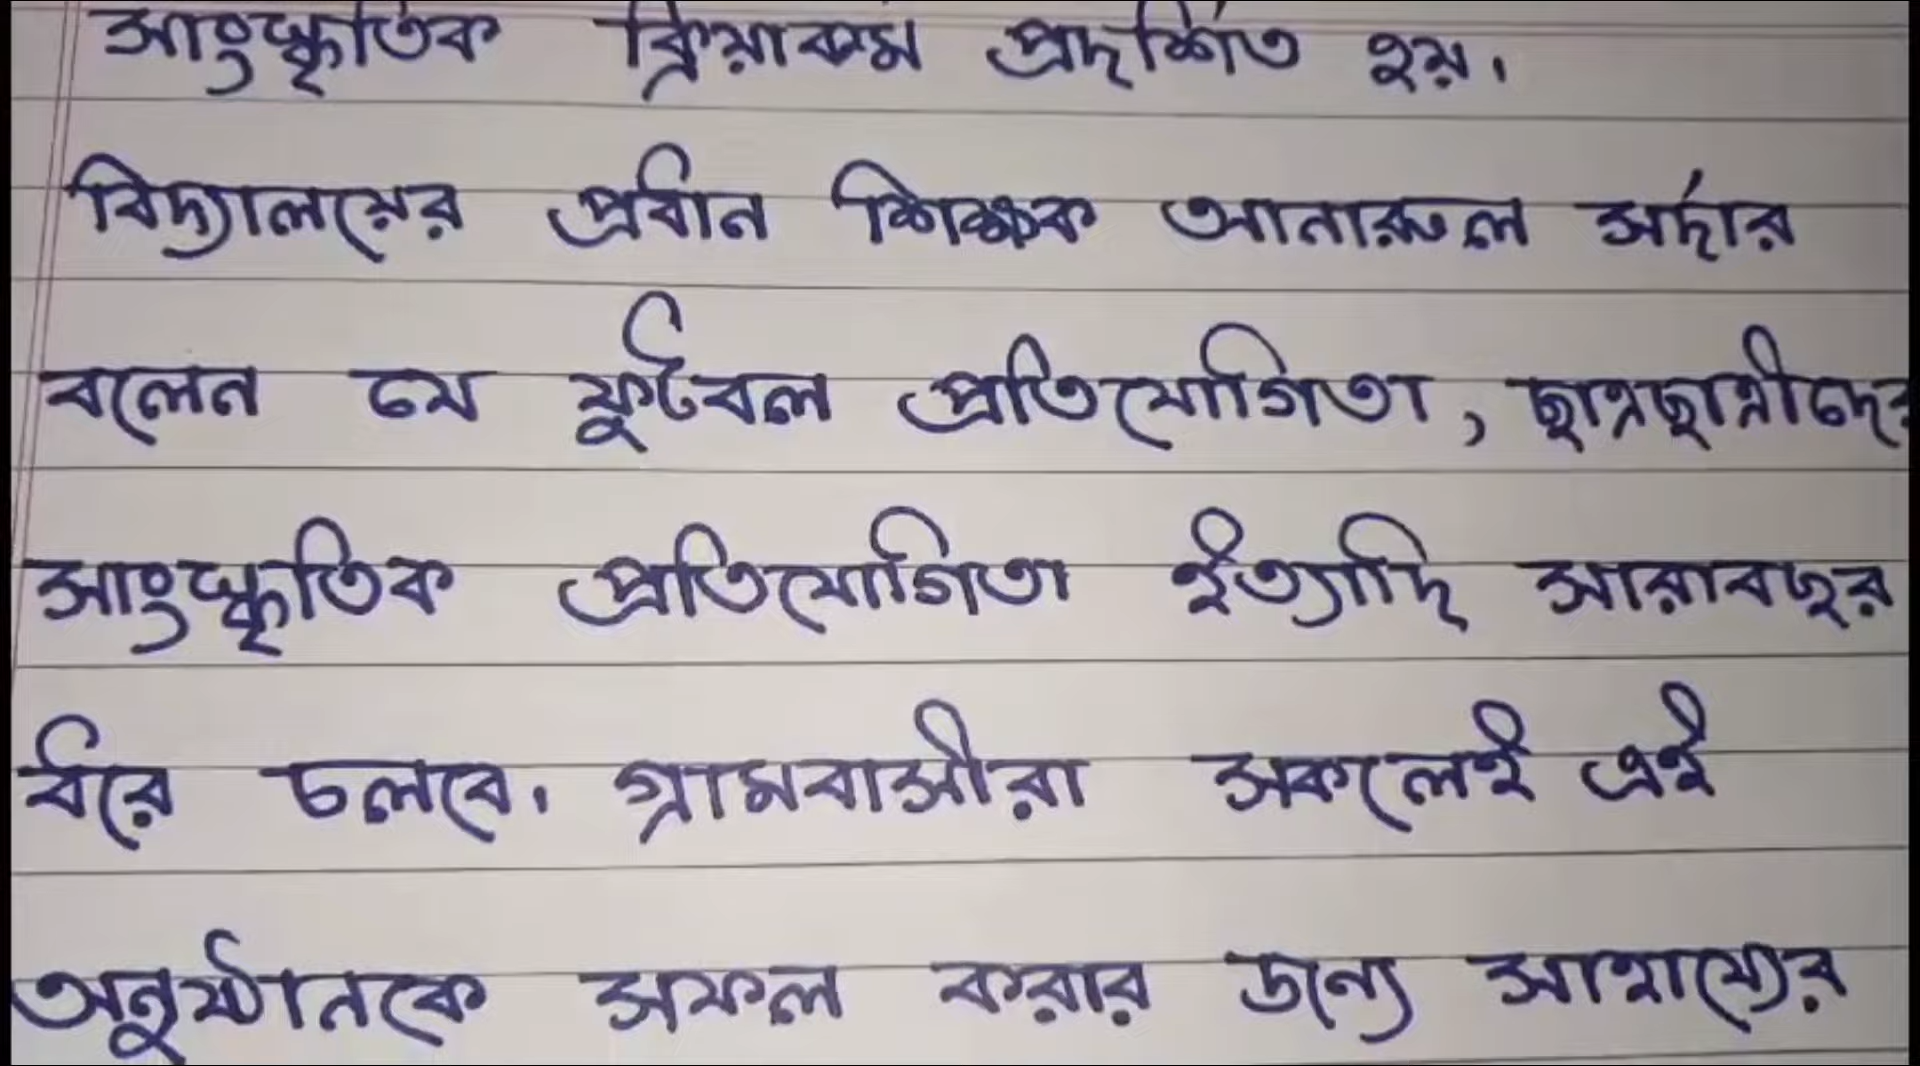 সাংস্কৃতিক ক্রিয়াকর্ম প্রদর্শিত হয়।
বিদ্যালয়ের প্রবীন শিক্ষক আনারুল সর্দার
বলেন যে ফুটবল প্রতিযোগিতা, ছাত্রছাত্রীদের
সাংস্কৃতিক প্রতিযোগিতা ইত্যাদি সারাবছর
ধরে চলবে। গ্রামবাসীরা সকলেই এই
অনুষ্ঠানকে সফল করার জন্যে সাহায্যের